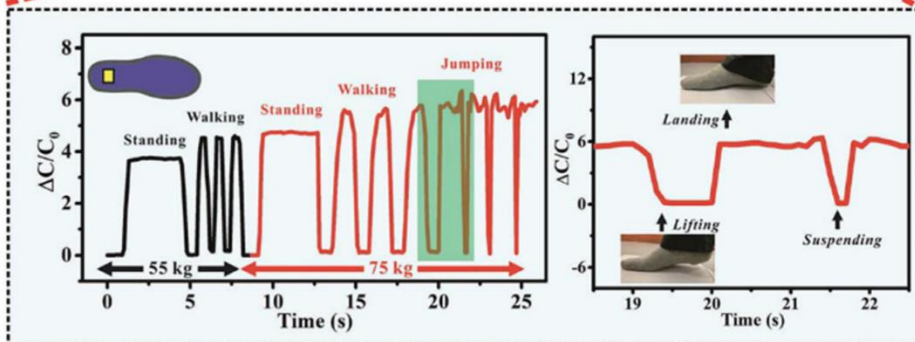 8
6
4
2
0
ΔC/C₀
Standing
Walking
Standing
Walking
Jumping
55 kg
75 kg
0 5 10 15 20 25
Time (s)
12
6
0
-6
ΔC/C₀
Landing
Lifting
Suspending
19 20 21 22
Time (s)